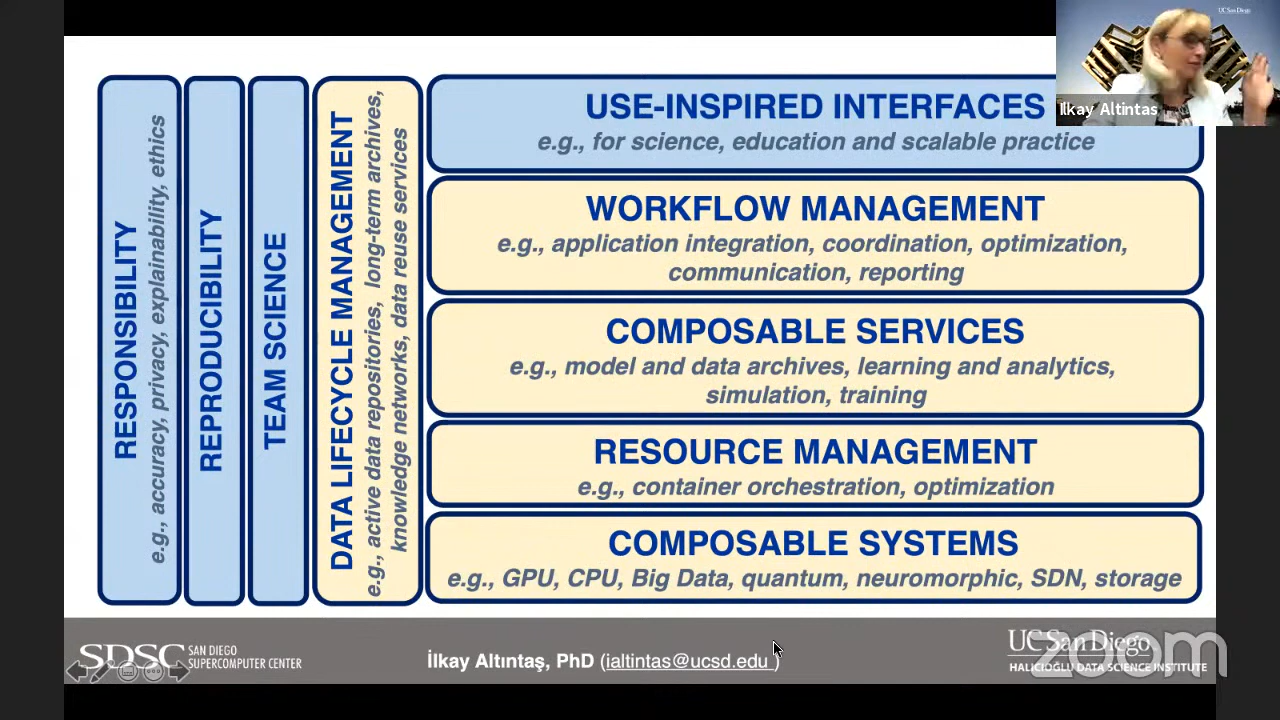 RESPONSIBILITY
e.g., accuracy, privacy, explainability, ethics
REPRODUCIBILITY
TEAM SCIENCE
DATA LIFECYCLE MANAGEMENT
e.g., active data repositories, long-term archives,
knowledge networks, data reuse services
USE-INSPIRED INTERFACES
e.g., for science, education and scalable practice
WORKFLOW MANAGEMENT
e.g., application integration, coordination, optimization,
communication, reporting
COMPOSABLE SERVICES
e.g., model and data archives, learning and analytics,
simulation, training
RESOURCE MANAGEMENT
e.g., container orchestration, optimization
COMPOSABLE SYSTEMS
e.g., GPU, CPU, Big Data, quantum, neuromorphic, SDN, storage
UC San Diego
Ilkay Altintas
SDSC SAN DIEGO
SUPERCOMPUTER CENTER
İlkay Altıntaş, PhD (ialtintas@ucsd.edu )
UC San Diego
HALICIOĞLU DATA SCIENCE INSTITUTE
zoom